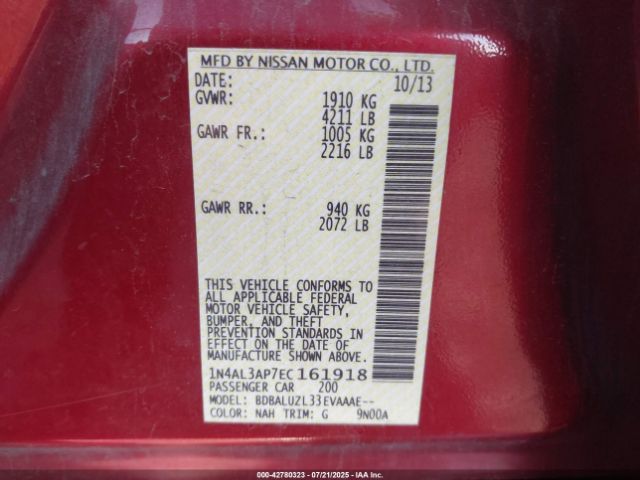 MFD BY NISSAN MOTOR CO., LTD.
DATE: 10/13
GVWR: 1910 KG
4211 LB
GAWR FR.: 1005 KG
2216 LB
GAWR RR.: 940 KG
2072 LB
THIS VEHICLE CONFORMS TO
ALL APPLICABLE FEDERAL
MOTOR VEHICLE SAFETY,
BUMPER, AND THEFT
PREVENTION STANDARDS IN
EFFECT ON THE DATE OF
MANUFACTURE SHOWN ABOVE.
1N4AL3AP7EC161918
PASSENGER CAR 200
MODEL: BDBALUZL33EVAAAE--
COLOR: NAH TRIM: G 9N00A
000-42780323 | 07/21/2025 | IAAI.COM